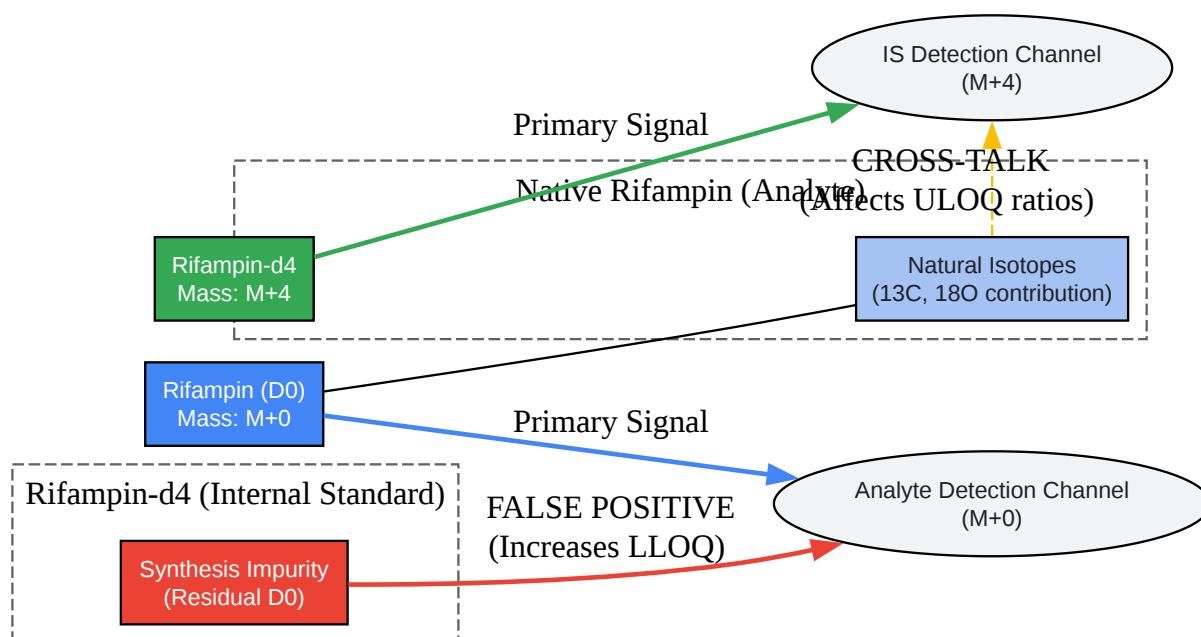 IS Detection Channel
(M+4)
Primary Signal
CROSS-TALK
(Affects ULOQ ratios)
Native Rifampin (Analyte)
Rifampin-d4
Mass: M+4
Natural Isotopes
(13C, 18O contribution)
Rifampin (D0)
Mass: M+0
Primary Signal
Rifampin-d4 (Internal Standard)
FALSE POSITIVE
(Increases LLOQ)
Analyte Detection Channel
(M+0)
Synthesis Impurity
(Residual D0)